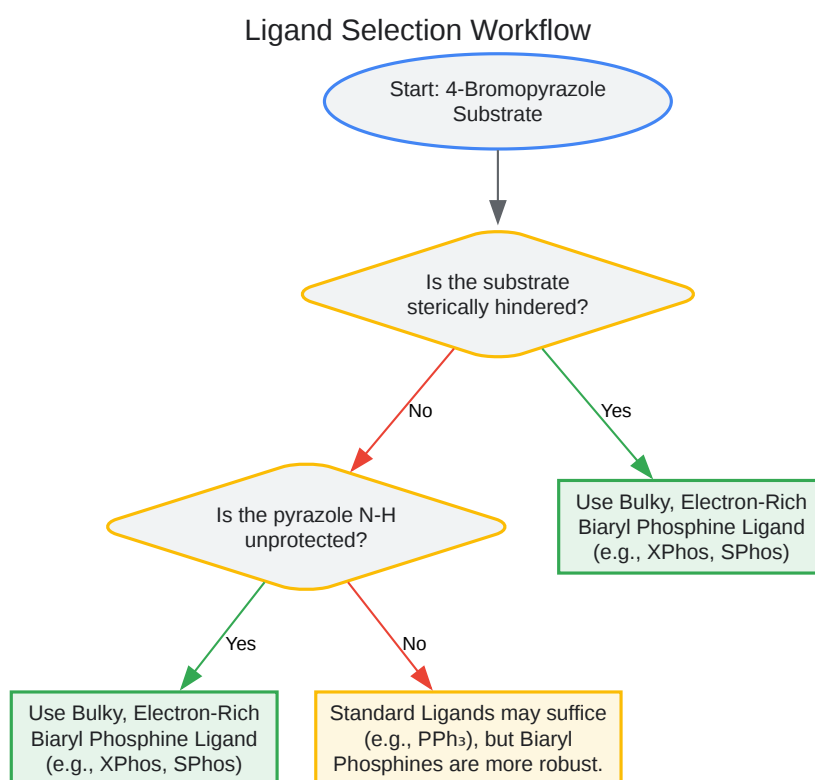 Ligand Selection Workflow
Start: 4-Bromopyrazole
Substrate
Is the substrate
sterically hindered?
No
Yes
Is the pyrazole N-H
unprotected?
Use Bulky, Electron-Rich
Biaryl Phosphine Ligand
(e.g., XPhos, SPhos)
Yes
No
Use Bulky, Electron-Rich
Biaryl Phosphine Ligand
(e.g., XPhos, SPhos)
Standard Ligands may suffice
(e.g., PPh₃), but Biaryl
Phosphines are more robust.